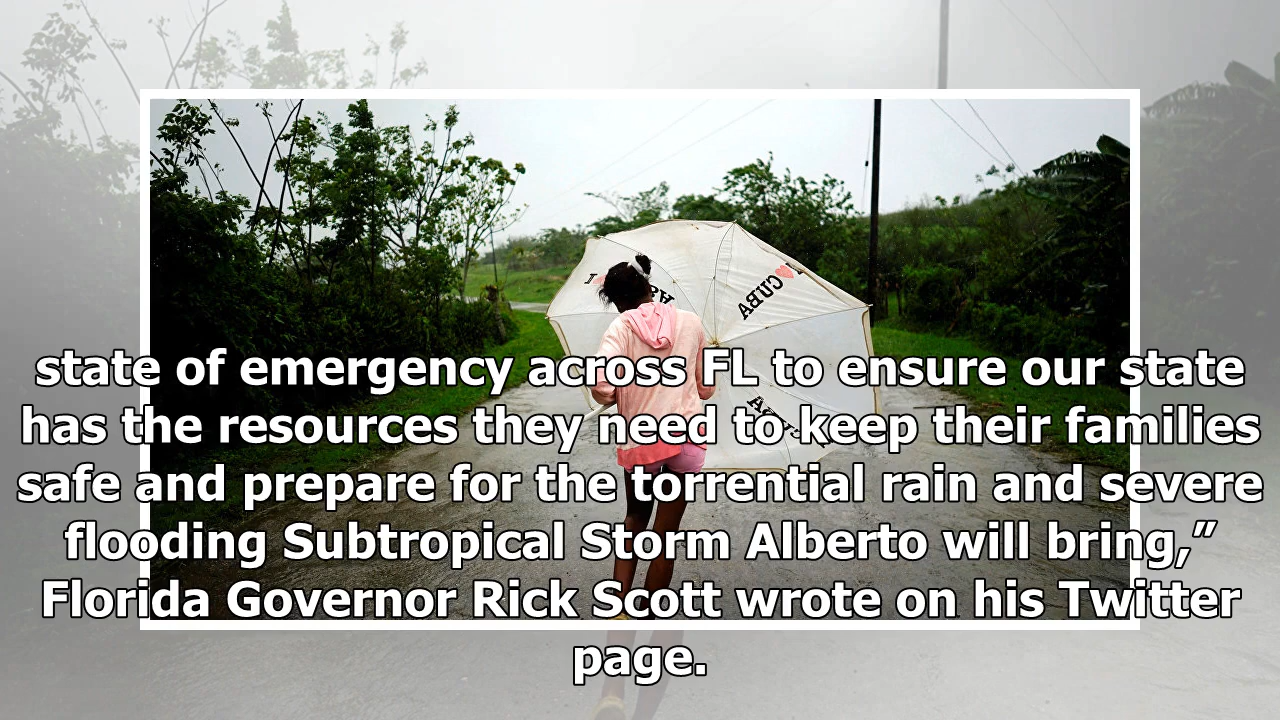 I
CUBA
state of emergency across FL to ensure our state
has the resources they need to keep their families
safe and prepare for the torrential rain and severe
flooding Subtropical Storm Alberto will bring,”
Florida Governor Rick Scott wrote on his Twitter
page.